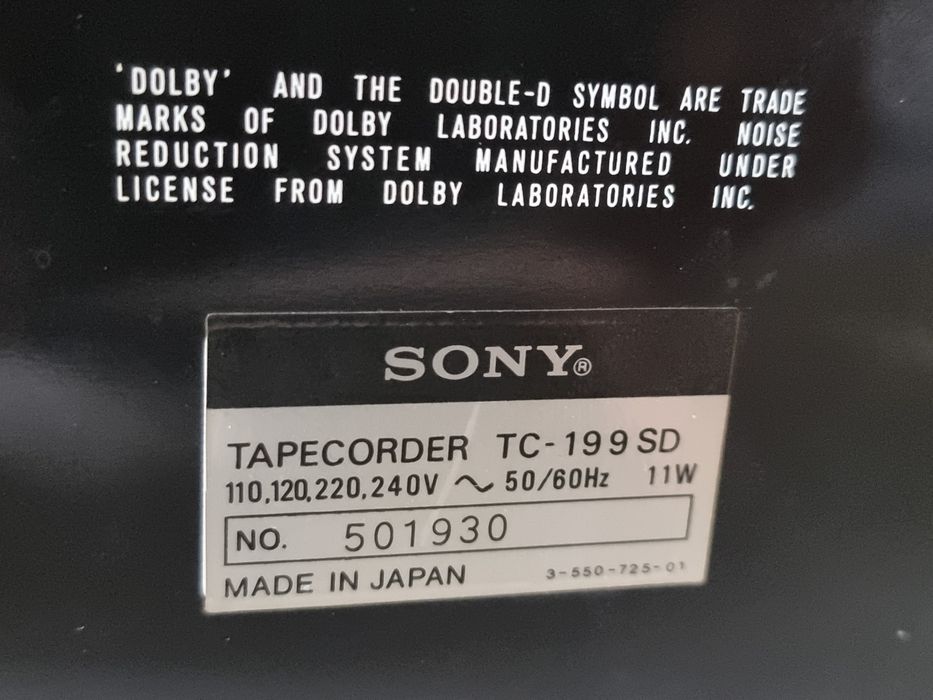 'DOLBY' AND THE DOUBLE-D SYMBOL ARE TRADE
MARKS OF DOLBY LABORATORIES INC. NOISE
REDUCTION SYSTEM MANUFACTURED UNDER
LICENSE FROM DOLBY LABORATORIES INC.
SONY®
TAPECORDER TC-199SD
110,120,220,240V ∼ 50/60Hz 11W
NO. 501930
MADE IN JAPAN 3-550-725-01